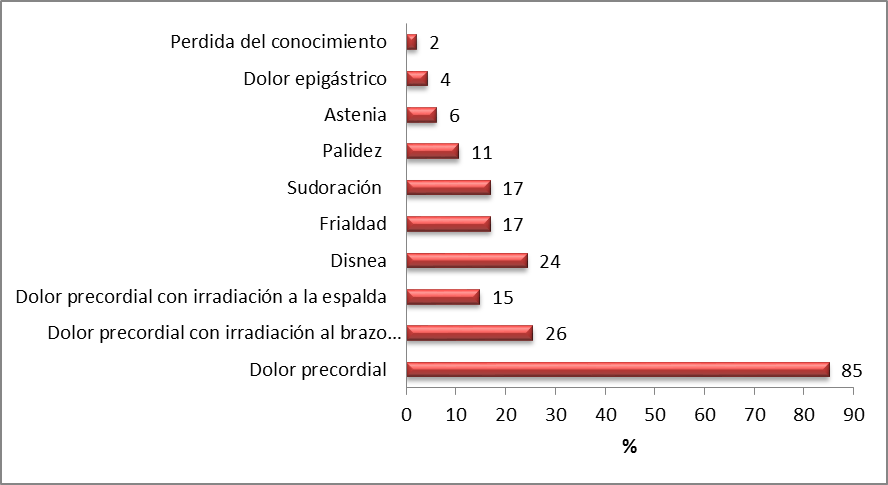 Perdida del conocimiento 2
Dolor epigástrico 4
Astenia 6
Palidez 11
Sudoración 17
Frialdad 17
Disnea 24
Dolor precordial con irradiación a la espalda 15
Dolor precordial con irradiación al brazo... 26
Dolor precordial 85
0 10 20 30 40 50 60 70 80 90
%